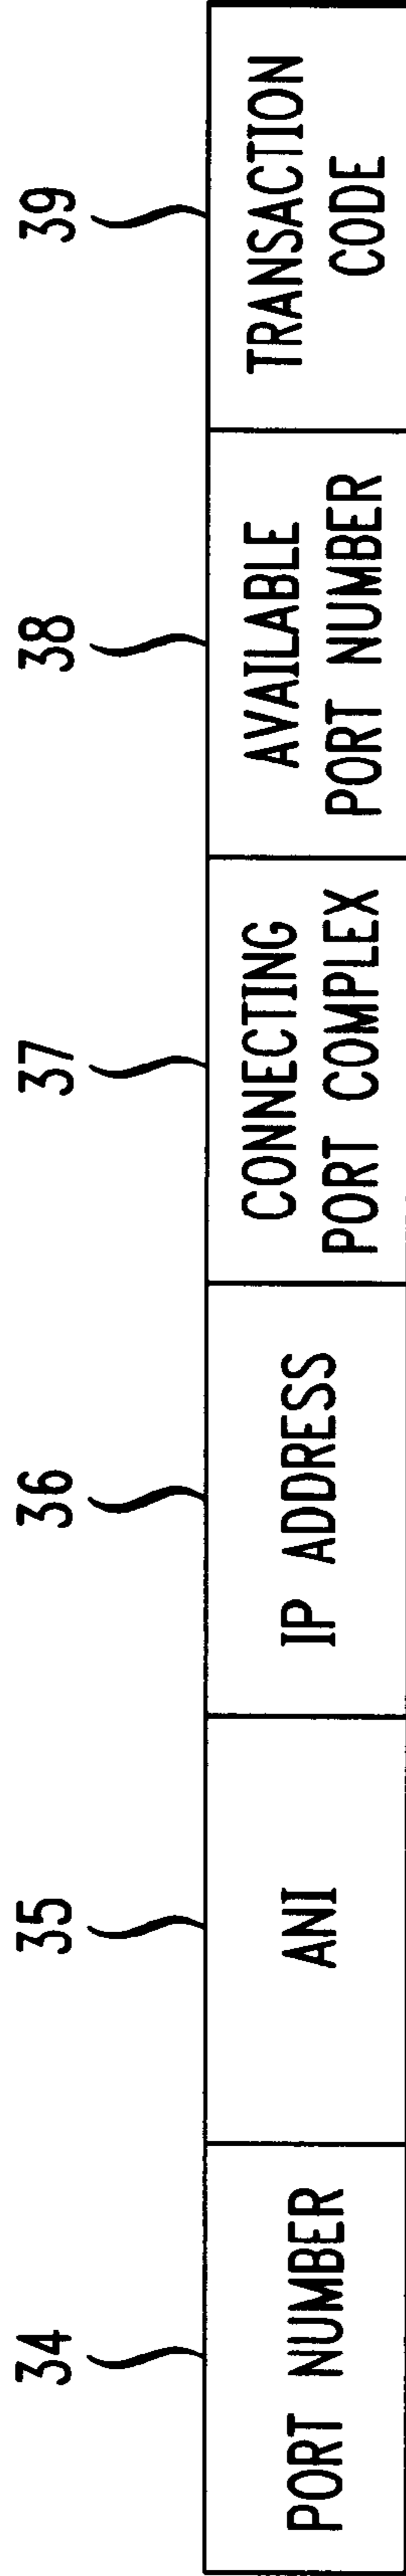 34
35
36
37
38
39
PORT NUMBER
ANI
IP ADDRESS
CONNECTING
PORT COMPLEX
AVAILABLE
PORT NUMBER
TRANSACTION
CODE